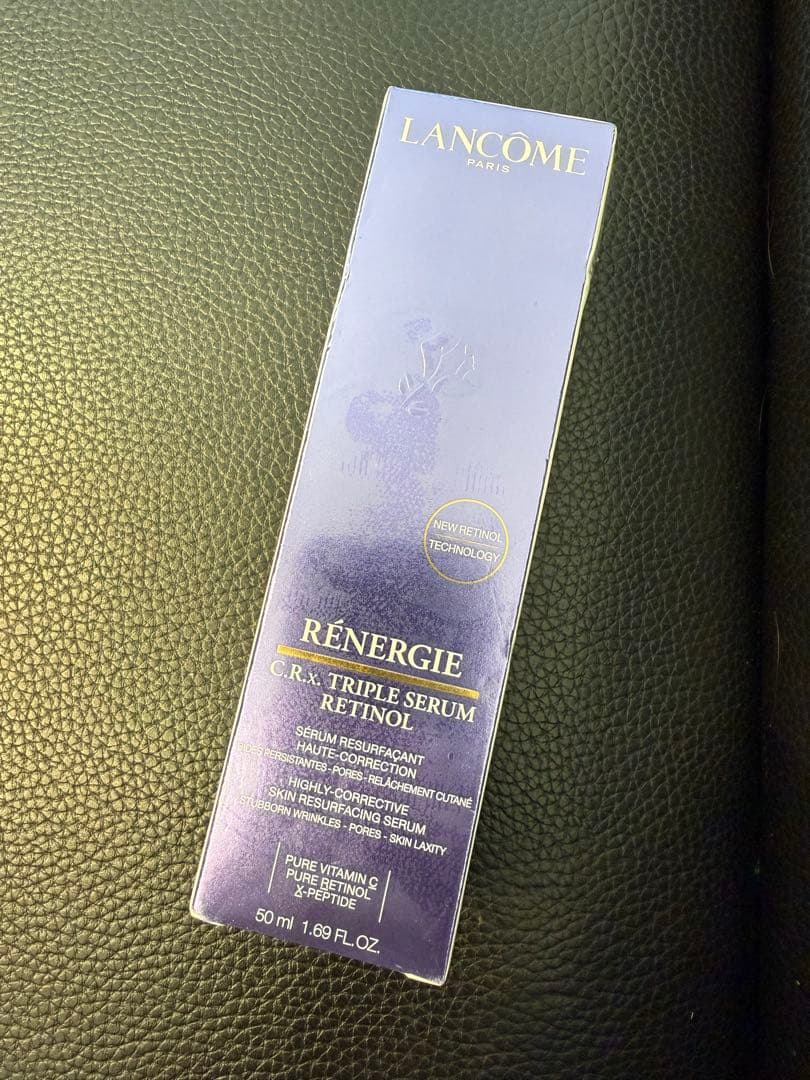 LANCÔME
PARIS
NEW RETINOL
TECHNOLOGY
RÉNERGIE
C.R.x. TRIPLE SERUM
RETINOL
SÉRUM RESURFAÇANT
HAUTE-CORRECTION
RIDES PERSISTANTES - PORES - RELÂCHEMENT CUTANÉ
HIGHLY-CORRECTIVE
SKIN RESURFACING SERUM
STUBBORN WRINKLES - PORES - SKIN LAXITY
PURE VITAMIN C
PURE RETINOL
X-PEPTIDE
50 ml 1.69 FL.OZ.